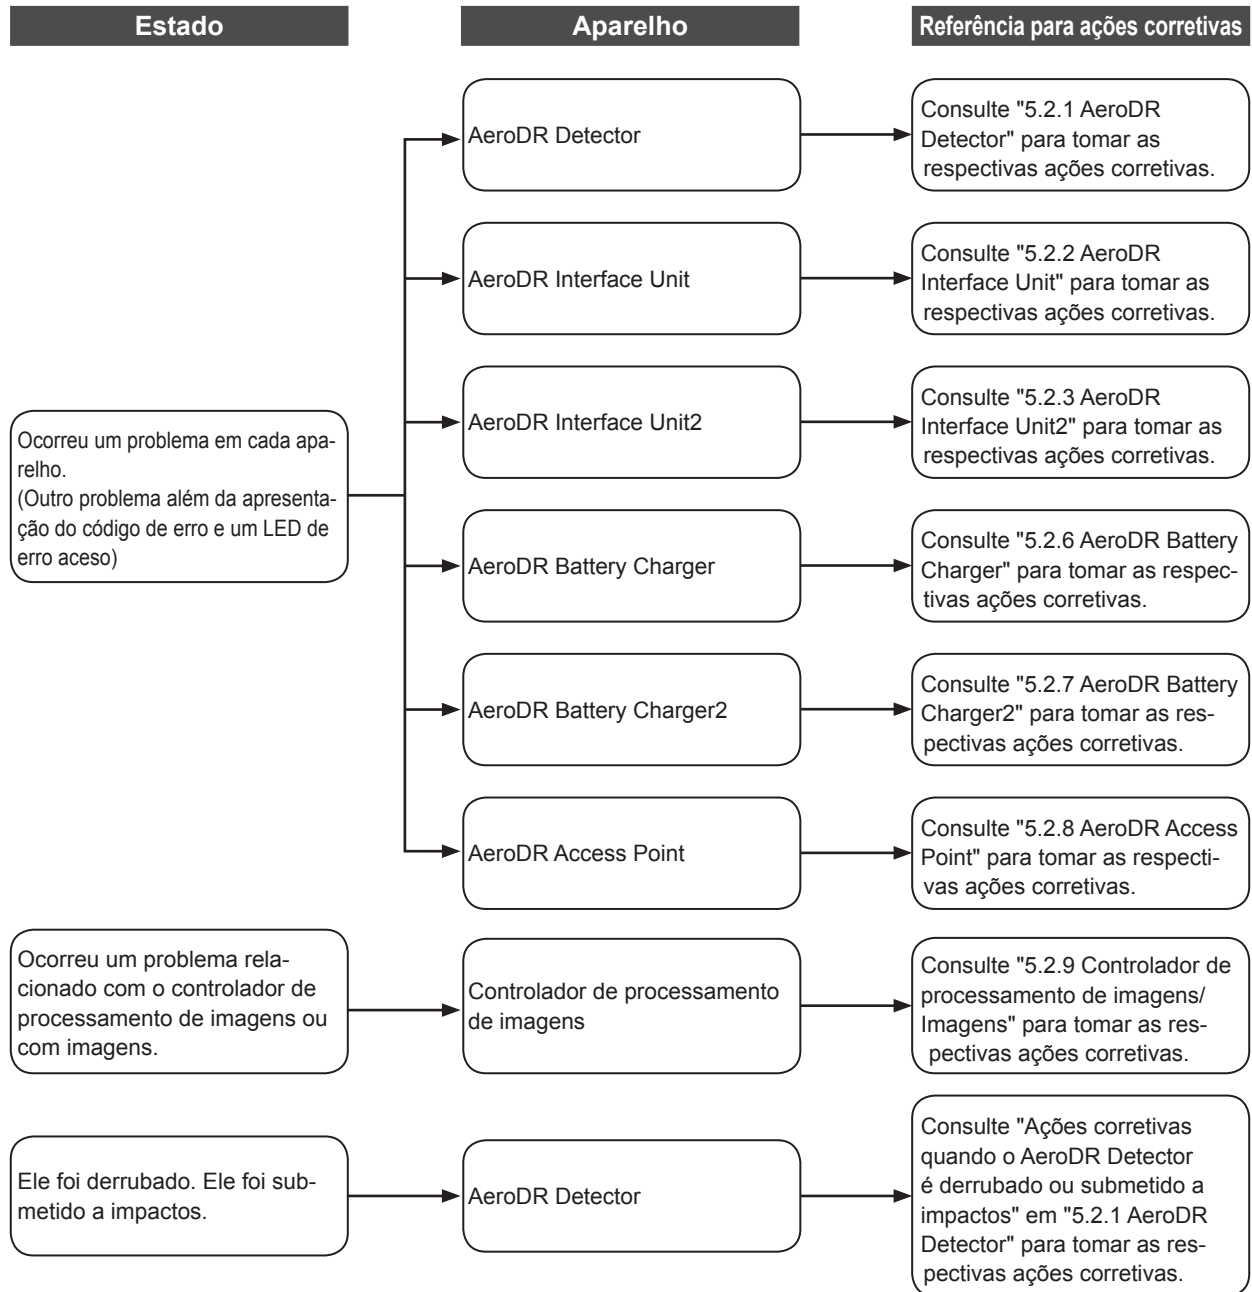 Estado
Aparelho
Referência para ações corretivas
AeroDR Detector
Consulte "5.2.1 AeroDR
Detector" para tomar as
respectivas ações corretivas.
AeroDR Interface Unit
Consulte "5.2.2 AeroDR
Interface Unit" para tomar as
respectivas ações corretivas.
Ocorreu um problema em cada apa-
relho.
(Outro problema além da apresenta-
ção do código de erro e um LED de
erro aceso)
AeroDR Interface Unit2
Consulte "5.2.3 AeroDR
Interface Unit2" para tomar as
respectivas ações corretivas.
AeroDR Battery Charger
Consulte "5.2.6 AeroDR Battery
Charger" para tomar as respec-
tivas ações corretivas.
AeroDR Battery Charger2
Consulte "5.2.7 AeroDR Battery
Charger2" para tomar as res-
pectivas ações corretivas.
AeroDR Access Point
Consulte "5.2.8 AeroDR Access
Point" para tomar as respecti-
vas ações corretivas.
Ocorreu um problema rela-
cionado com o controlador de
processamento de imagens ou
com imagens.
Controlador de processamento
de imagens
Consulte "5.2.9 Controlador de
processamento de imagens/
Imagens" para tomar as res-
pectivas ações corretivas.
Ele foi derrubado. Ele foi sub-
metido a impactos.
AeroDR Detector
Consulte "Ações corretivas
quando o AeroDR Detector
é derrubado ou submetido a
impactos" em "5.2.1 AeroDR
Detector" para tomar as res-
pectivas ações corretivas.